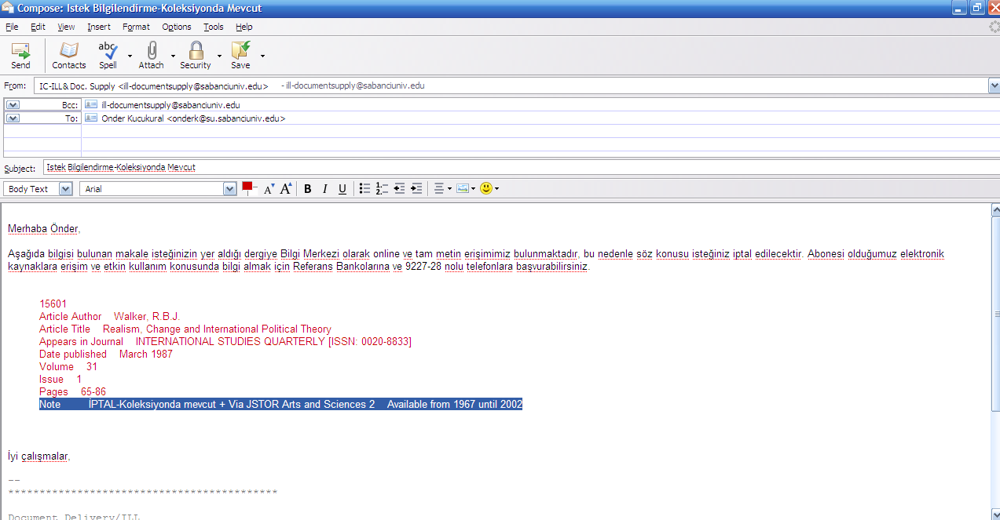 Compose: Istek Bilgilendirme-Koleksiyonda Mevcut
File Edit View Insert Format Options Tools Help
abc
Send Contacts Spell Attach Security Save
From: IC-ILL& Doc. Supply <ill-documentsupply@sabanciuniv.edu> - ill-documentsupply@sabanciuniv.edu
Bcc: ill-documentsupply@sabanciuniv.edu
To: Onder Kucukural <onderk@su.sabanciuniv.edu>
Subject: Istek Bilgilendirme-Koleksiyonda Mevcut
Body Text Arial A A B I U
Merhaba Önder,
Aşağıda bilgisi bulunan makale isteğinizin yer aldığı dergiye Bilgi Merkezi olarak online ve tam metin erişimimiz bulunmaktadır, bu nedenle söz konusu isteğiniz iptal edilecektir. Abonesi olduğumuz elektronik
kaynaklara erişim ve etkin kullanım konusunda bilgi almak için Referans Bankolarına ve 9227-28 nolu telefonlara başvurabilirsiniz.
15601
Article Author Walker, R.B.J.
Article Title Realism, Change and International Political Theory
Appears in Journal INTERNATIONAL STUDIES QUARTERLY [ISSN: 0020-8833]
Date published March 1987
Volume 31
Issue 1
Pages 65-86
Note İPTAL-Koleksiyonda mevcut + Via JSTOR Arts and Sciences 2 Available from 1967 until 2002
İyi çalışmalar,
--
*******************************************
Document Delivery/ILL